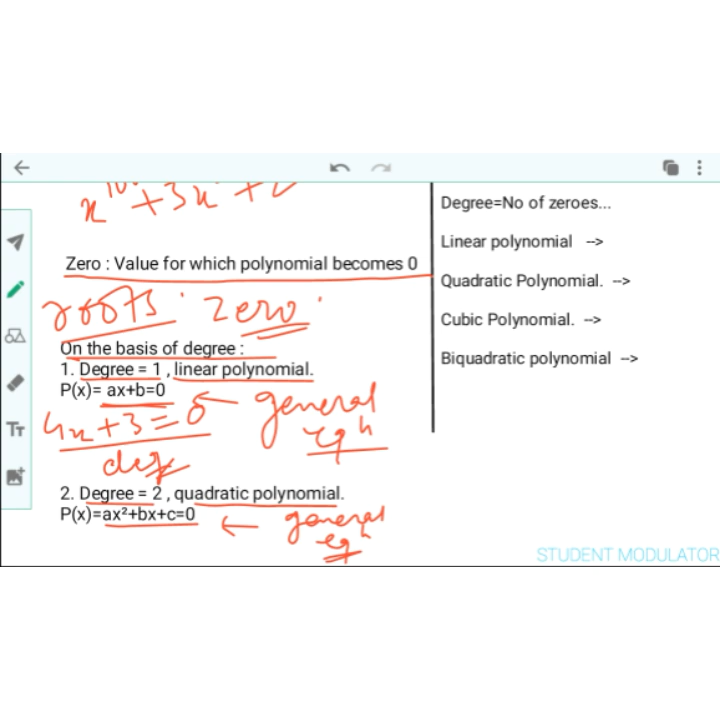 +3x +2
Zero : Value for which polynomial becomes 0
roots . zero .
On the basis of degree :
1. Degree = 1 , linear polynomial.
P(x)= ax+b=0
4x+3=0 ← general
eqn
deg
2. Degree = 2 , quadratic polynomial.
P(x)=ax²+bx+c=0 ← general
eqn
Degree=No of zeroes...
Linear polynomial -->
Quadratic Polynomial. -->
Cubic Polynomial. -->
Biquadratic polynomial -->
STUDENT MODULATOR